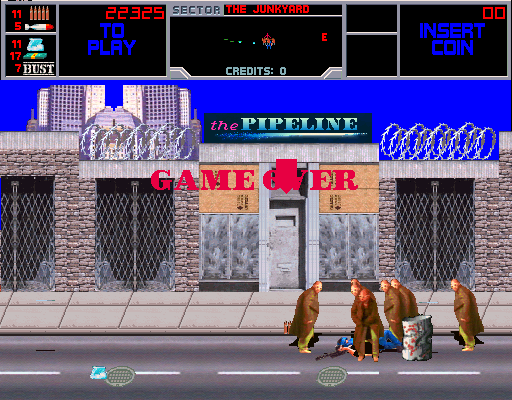 11 22325 SECTOR THE JUNKYARD 00
5 TO PLAY INSERT COIN
11 E
17
7 BUST CREDITS: 0
the PIPELINE
GAME OVER